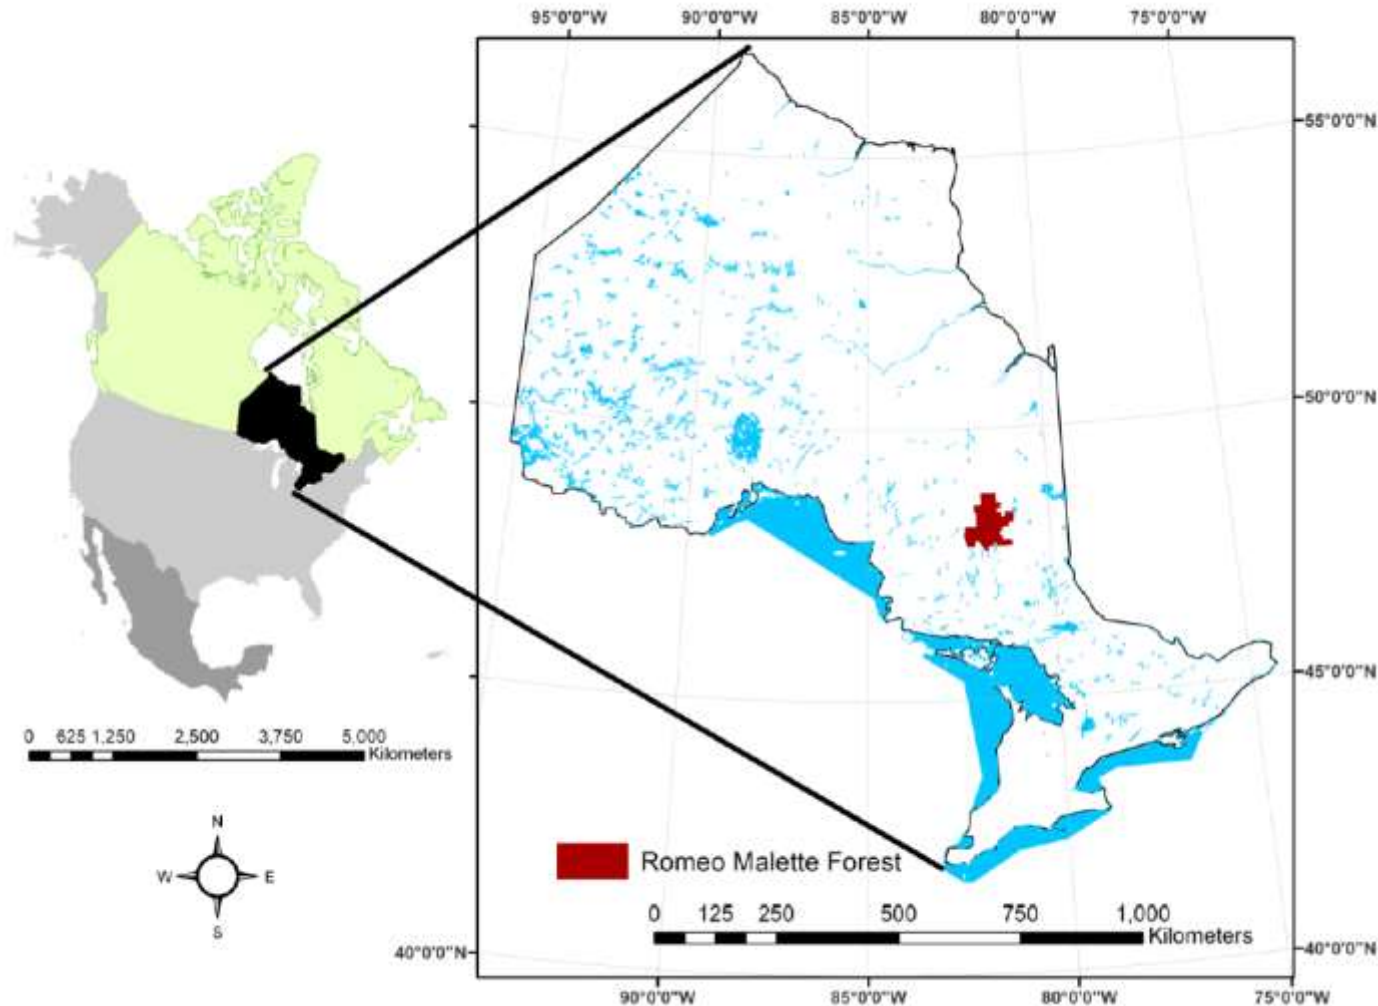 95°0'0"W 90°0'0"W 85°0'0"W 80°0'0"W 75°0'0"W
55°0'0"N
50°0'0"N
45°0'0"N
0 625 1,250 2,500 3,750 5,000
Kilometers
N
W E
S
Romeo Malette Forest
0 125 250 500 750 1,000
Kilometers
40°0'0"N 40°0'0"N
90°0'0"W 85°0'0"W 80°0'0"W 75°0'0"W